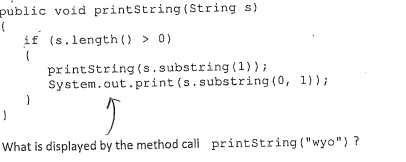 public void printString(String s)
{
if (s.length() > 0)
{
printString(s.substring(1));
System.out.print(s.substring(0, 1));
}
}
What is displayed by the method call printString("wyo") ?